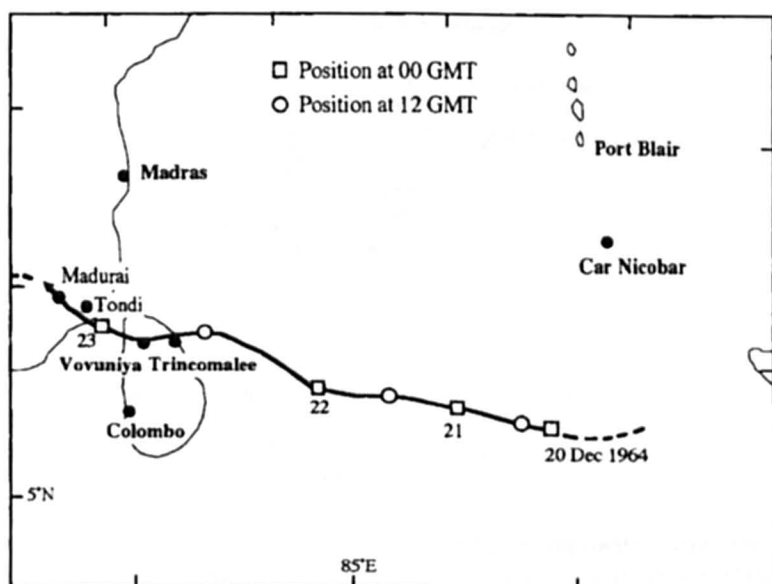 Position at 00 GMT
Position at 12 GMT
Port Blair
Madras
Car Nicobar
Madurai
Tondi
23
Vovuniya Trincomalee
22
21
Colombo
20 Dec 1964
5°N
85°E